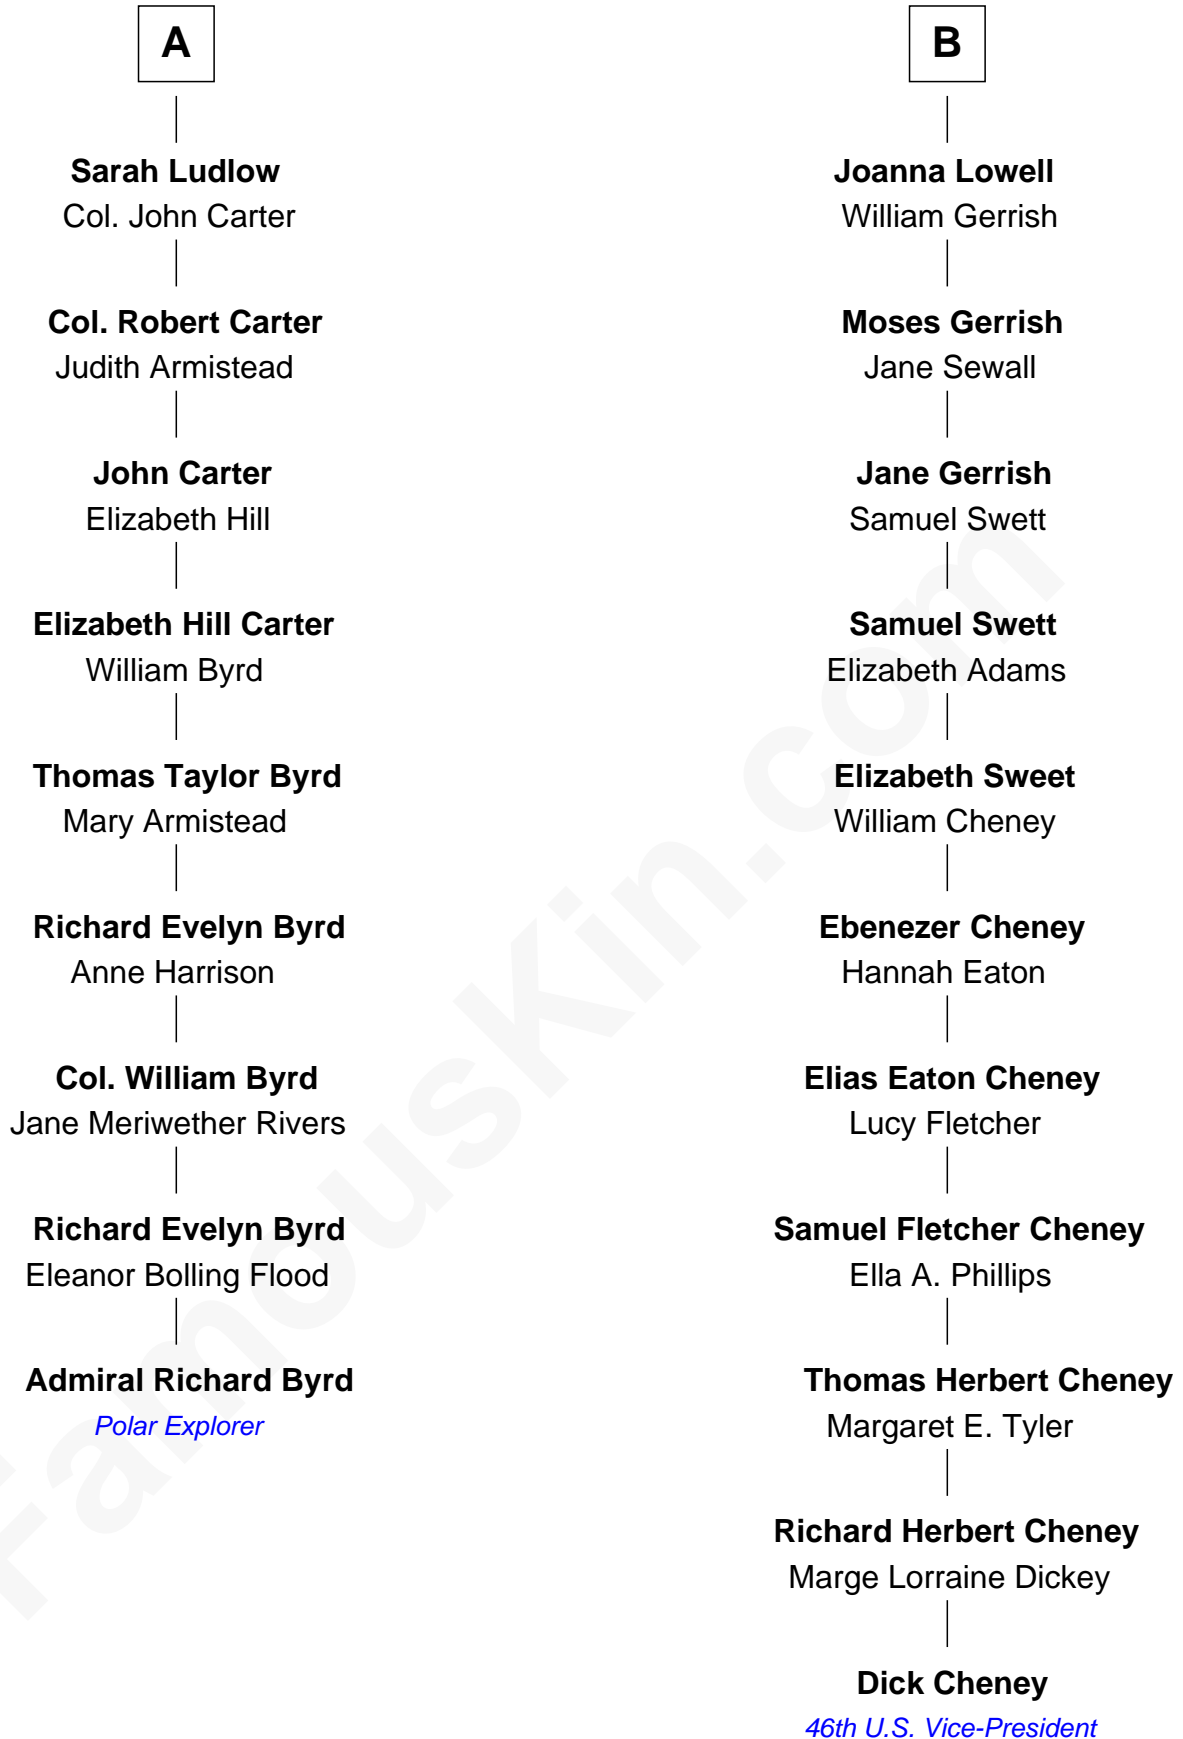 A
Sarah Ludlow
Col. John Carter
Col. Robert Carter
Judith Armistead
John Carter
Elizabeth Hill
Elizabeth Hill Carter
William Byrd
Thomas Taylor Byrd
Mary Armistead
Richard Evelyn Byrd
Anne Harrison
Col. William Byrd
Jane Meriwether Rivers
Richard Evelyn Byrd
Eleanor Bolling Flood
Admiral Richard Byrd
Polar Explorer
B
Joanna Lowell
William Gerrish
Moses Gerrish
Jane Sewall
Jane Gerrish
Samuel Swett
Samuel Swett
Elizabeth Adams
Elizabeth Sweet
William Cheney
Ebenezer Cheney
Hannah Eaton
Elias Eaton Cheney
Lucy Fletcher
Samuel Fletcher Cheney
Ella A. Phillips
Thomas Herbert Cheney
Margaret E. Tyler
Richard Herbert Cheney
Marge Lorraine Dickey
Dick Cheney
46th U.S. Vice-President
FamousKin.com